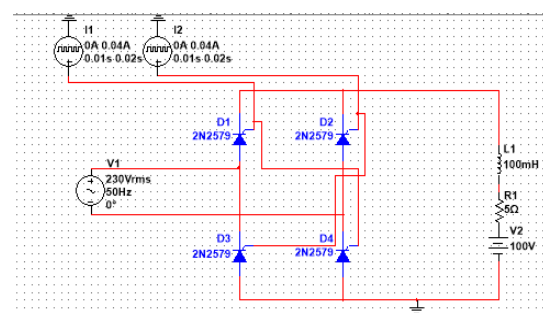 I1
0A 0.04A
0.01s 0.02s
I2
0A 0.04A
0.01s 0.02s
D1
2N2579
D2
2N2579
L1
100mH
V1
230Vrms
50Hz
0°
R1
5Ω
V2
100V
D3
2N2579
D4
2N2579